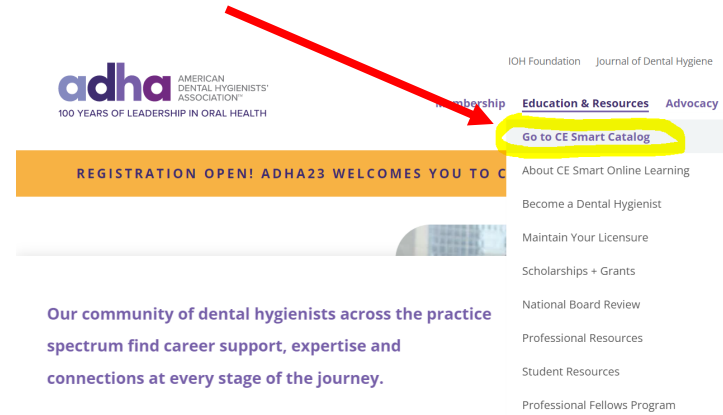 IOH Foundation Journal of Dental Hygiene
adha AMERICAN
DENTAL HYGIENISTS'
ASSOCIATION™
100 YEARS OF LEADERSHIP IN ORAL HEALTH
Membership Education & Resources Advocacy
Go to CE Smart Catalog
REGISTRATION OPEN! ADHA23 WELCOMES YOU TO C
About CE Smart Online Learning
Become a Dental Hygienist
Maintain Your Licensure
Scholarships + Grants
National Board Review
Professional Resources
Student Resources
Professional Fellows Program
Our community of dental hygienists across the practice
spectrum find career support, expertise and
connections at every stage of the journey.